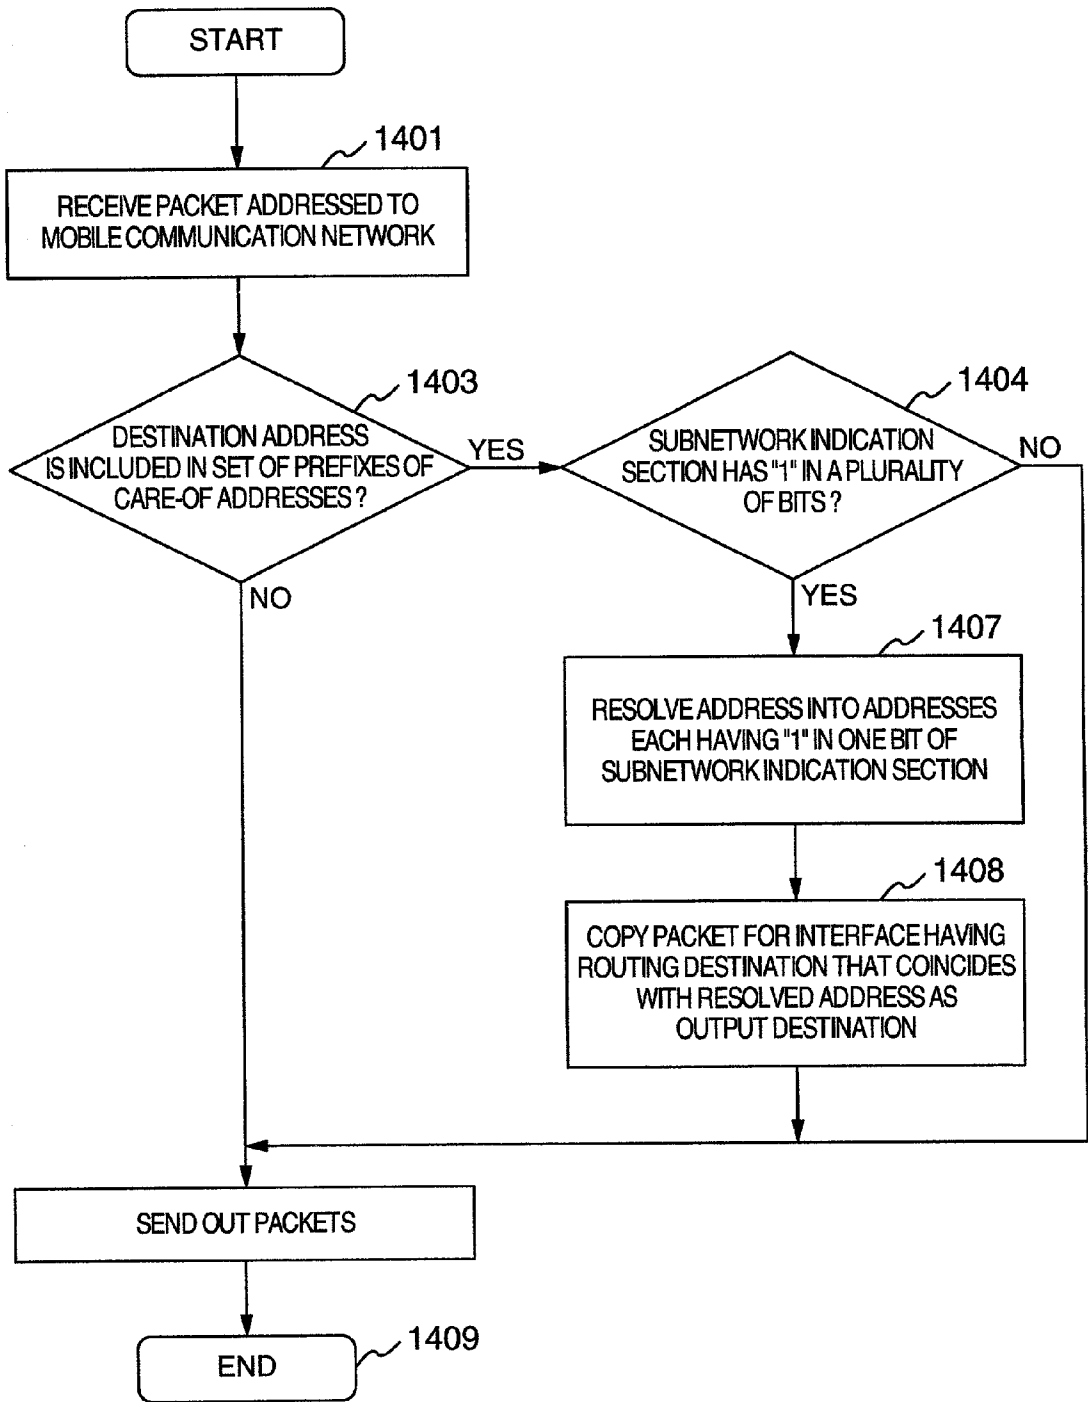 START
1401
RECEIVE PACKET ADDRESSED TO
MOBILE COMMUNICATION NETWORK
1403
DESTINATION ADDRESS
IS INCLUDED IN SET OF PREFIXES OF
CARE-OF ADDRESSES ?
YES
NO
1404
SUBNETWORK INDICATION
SECTION HAS "1" IN A PLURALITY
OF BITS ?
NO
YES
1407
RESOLVE ADDRESS INTO ADDRESSES
EACH HAVING "1" IN ONE BIT OF
SUBNETWORK INDICATION SECTION
1408
COPY PACKET FOR INTERFACE HAVING
ROUTING DESTINATION THAT COINCIDES
WITH RESOLVED ADDRESS AS
OUTPUT DESTINATION
SEND OUT PACKETS
1409
END